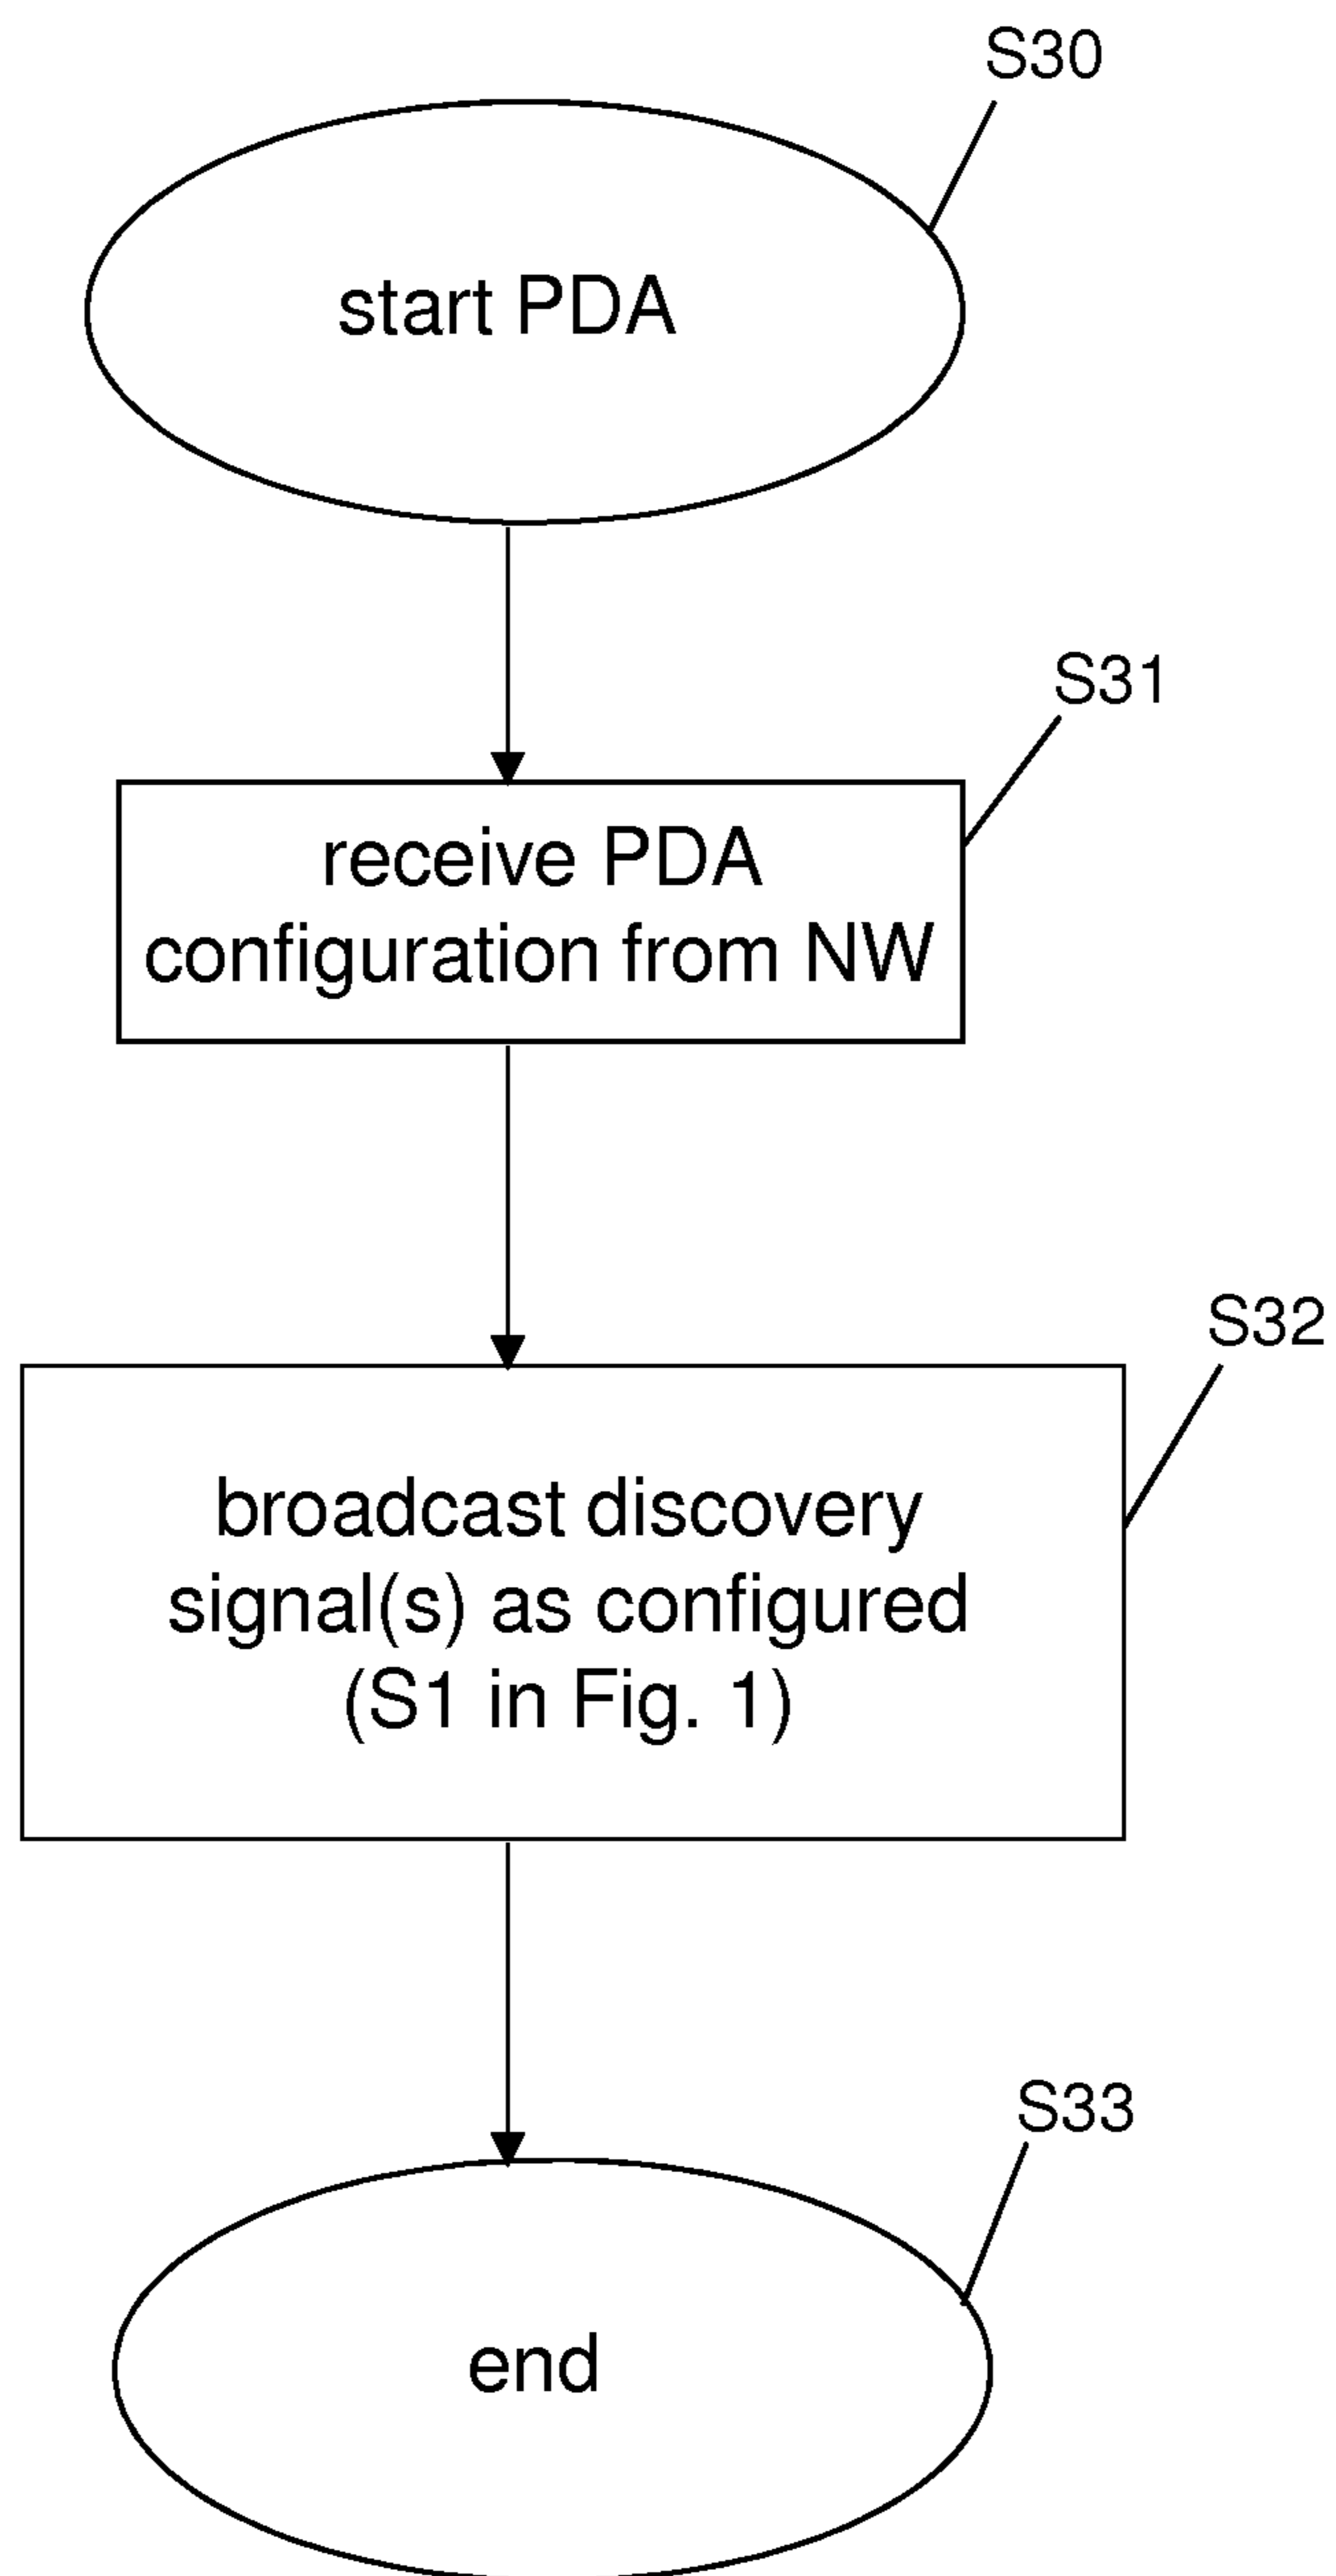 S30
start PDA
S31
receive PDA
configuration from NW
S32
broadcast discovery
signal(s) as configured
(S1 in Fig. 1)
S33
end